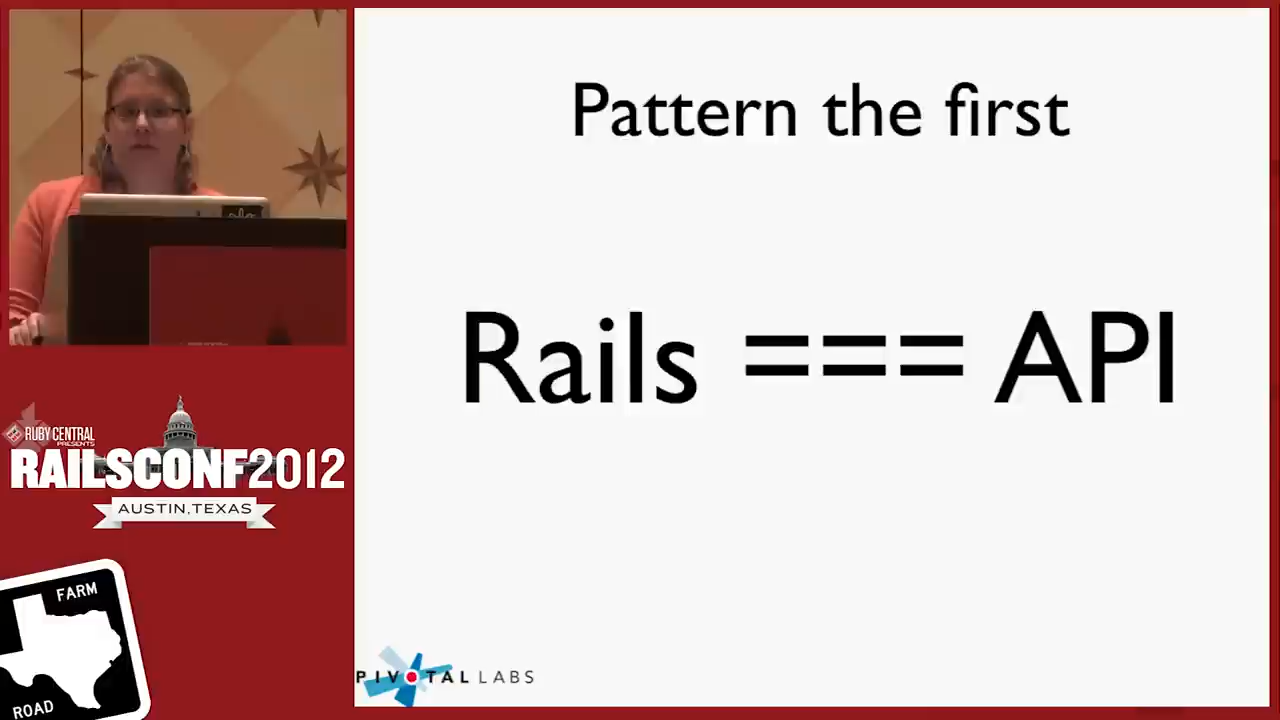 Pattern the first
Rails === API
RUBY CENTRAL
PRESENTS
RAILSCONF2012
AUSTIN, TEXAS
FARM
ROAD
PIVOTAL LABS